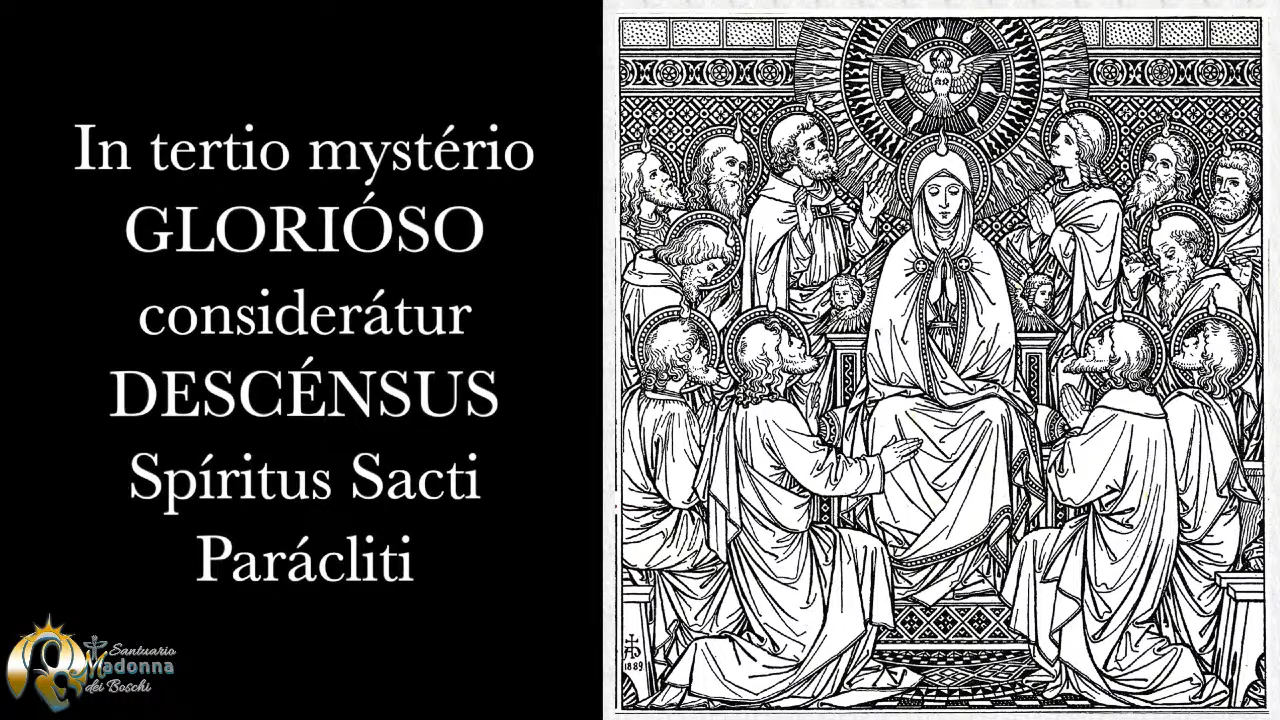 In tertio mystério
GLORIÓSO
considerátur
DESCÉNSUS
Spíritus Sacti
Parácliti
Santuario
Madonna
dei Boschi
1889